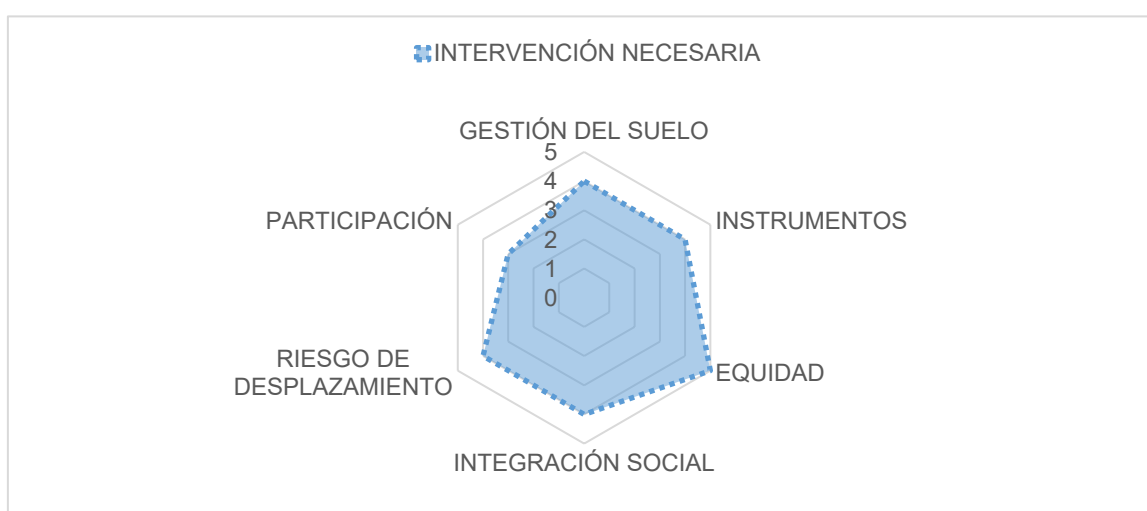 INTERVENCIÓN NECESARIA
GESTIÓN DEL SUELO
5
4
3
2
1
0
INSTRUMENTOS
EQUIDAD
INTEGRACIÓN SOCIAL
RIESGO DE
DESPLAZAMIENTO
PARTICIPACIÓN